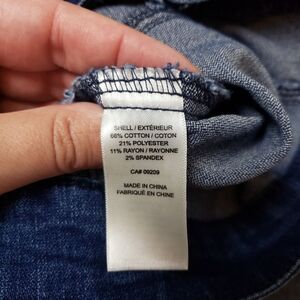 SHELL / EXTÉRIEUR
66% COTTON / COTON
21% POLYESTER
11% RAYON / RAYONNE
2% SPANDEX
CA# 09209
MADE IN CHINA
FABRIQUÉ EN CHINE